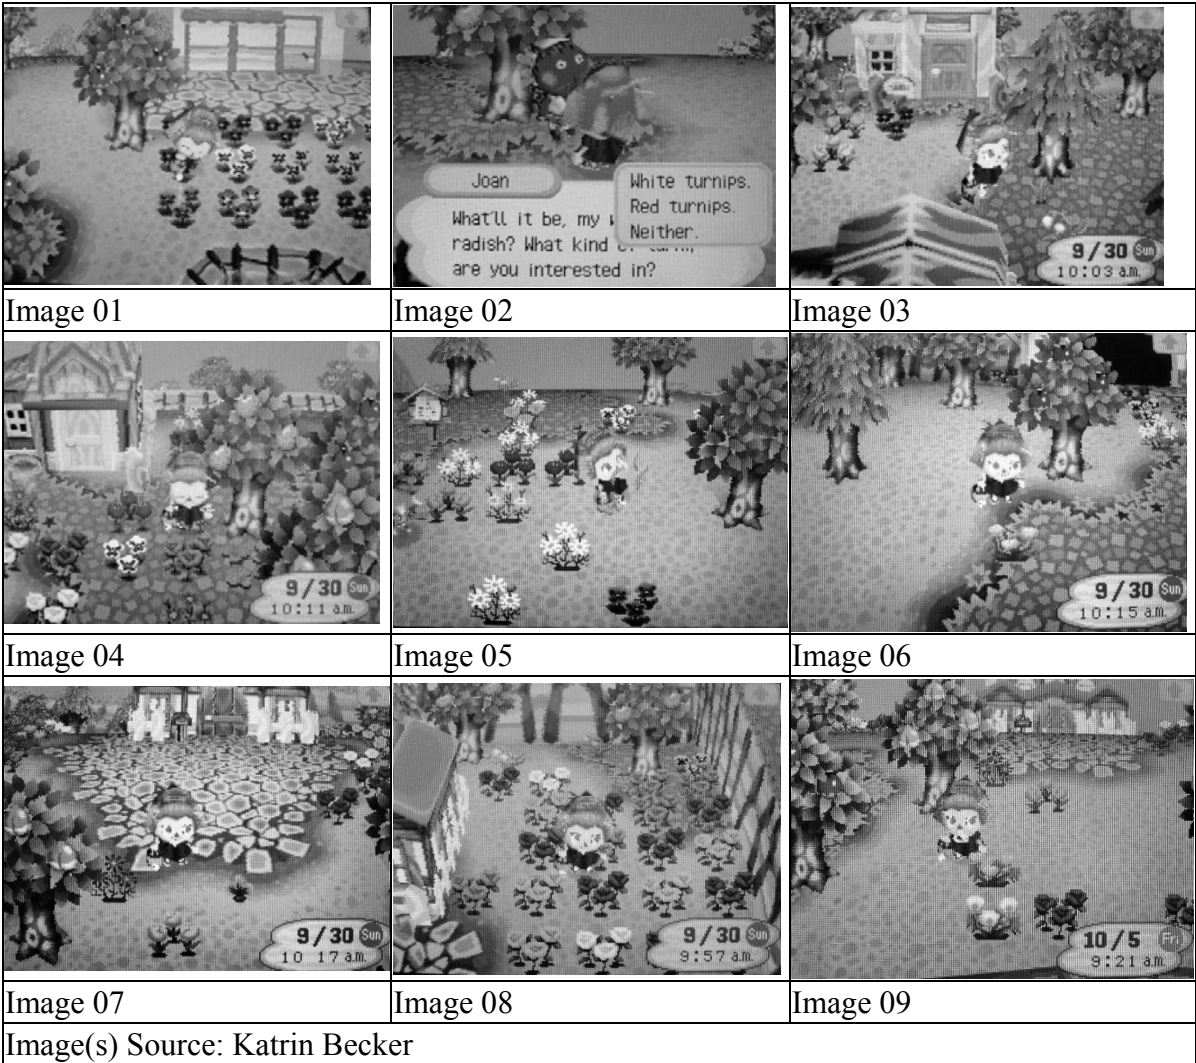 Joan
What'll it be, my
radish? What kind
are you interested in?
White turnips.
Red turnips.
Neither.
9/30 Sun
10:03 a.m.
Image 01
Image 02
Image 03
9/30 Sun
10:11 a.m.
9/30 Sun
10:15 a.m.
Image 04
Image 05
Image 06
9/30 Sun
10 17 a.m.
9/30 Sun
9:57 a.m.
10/5 Fri
9:21 a.m.
Image 07
Image 08
Image 09
Image(s) Source: Katrin Becker